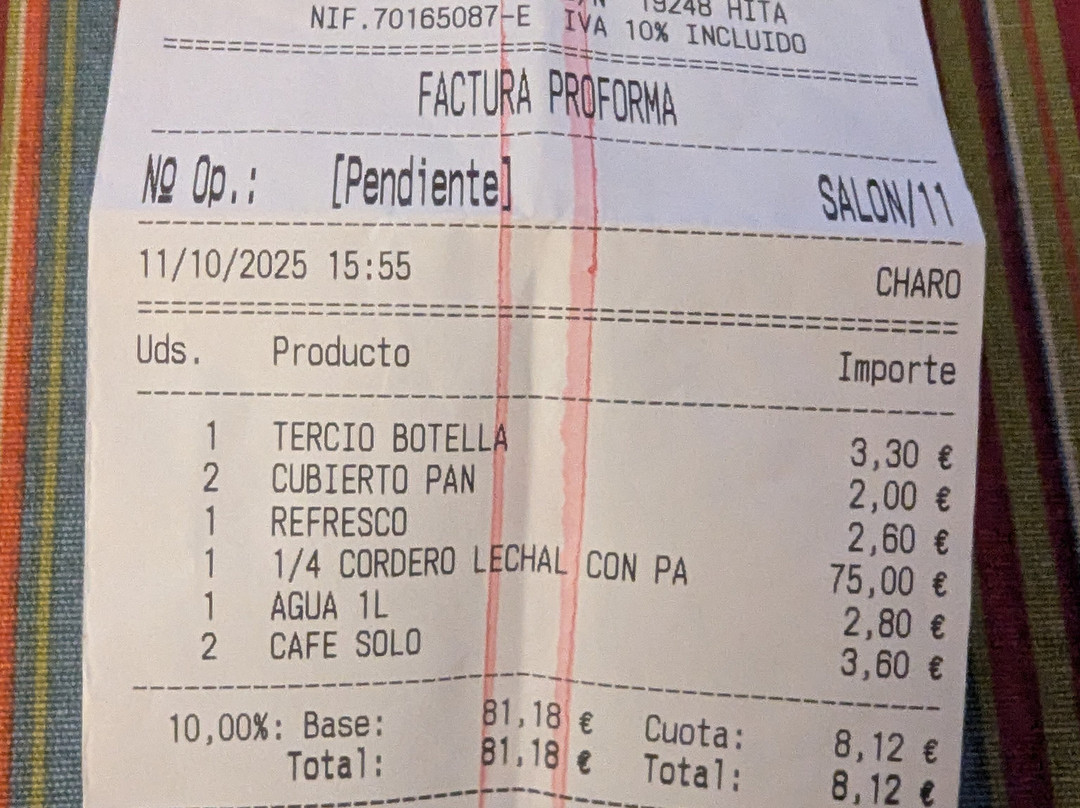 19248 HITA
NIF.70165087-E IVA 10% INCLUIDO
FACTURA PROFORMA
Nº Op.: [Pendiente] SALON/11
11/10/2025 15:55 CHARO
Uds. Producto Importe
1 TERCIO BOTELLA 3,30 €
2 CUBIERTO PAN 2,00 €
1 REFRESCO 2,60 €
1 1/4 CORDERO LECHAL CON PA 75,00 €
1 AGUA 1L 2,80 €
2 CAFE SOLO 3,60 €
10,00%: Base: 81,18 € Cuota: 8,12 €
Total: 81,18 € Total: 8,12 €